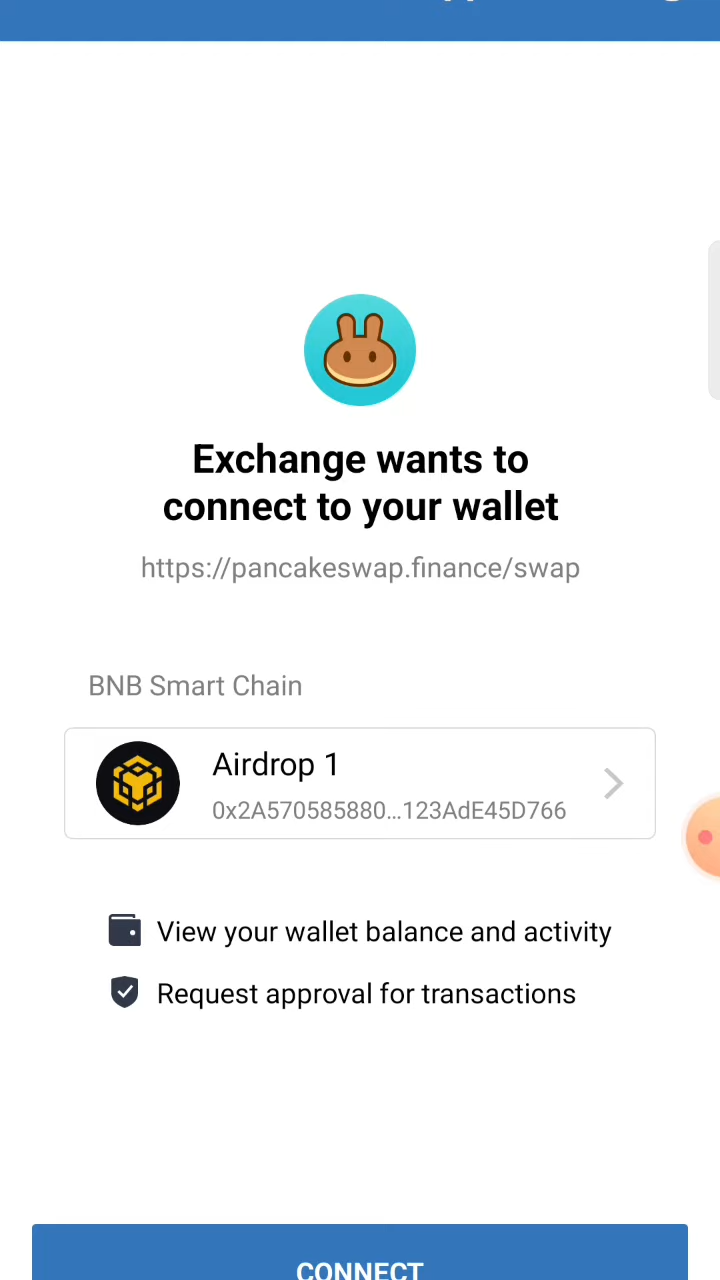 Exchange wants to
connect to your wallet
https://pancakeswap.finance/swap
BNB Smart Chain
Airdrop 1
0x2A570585880...123AdE45D766
View your wallet balance and activity
Request approval for transactions
CONNECT